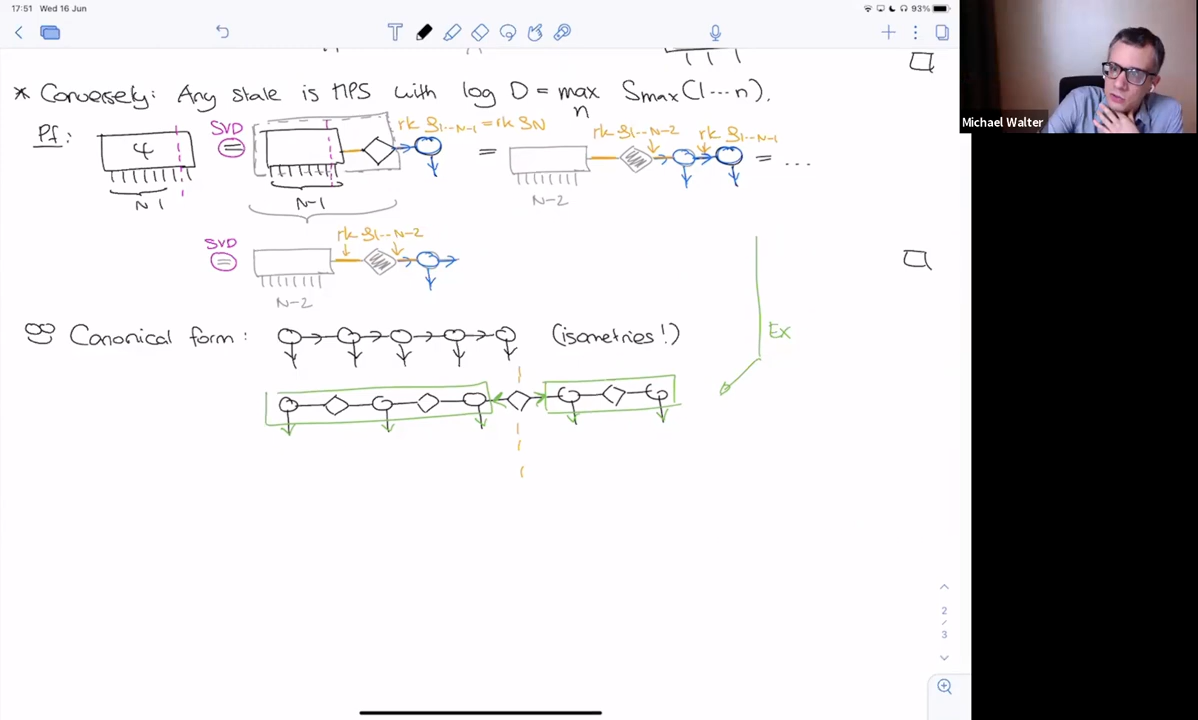 17:51 Wed 16 Jun
93%
* Conversely: Any state is MPS with log D = max Smax(1⋯n).
n
Pf:
SVD
=
rk ρ1⋯N-1 = rk ρN
rk ρ1⋯N-2
rk ρ1⋯N-1
ψ
=
= ...
N-1
N-1
N-2
SVD
=
rk ρ1⋯N-2
N-2
Canonical form:
(isometries!)
Ex
2
/
3
Michael Walter